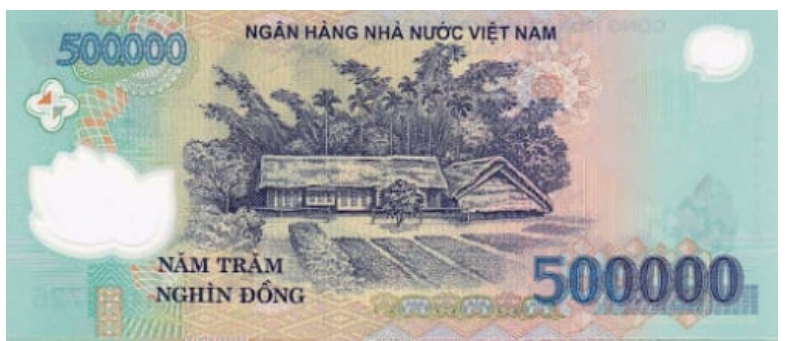 NGÂN HÀNG NHÀ NƯỚC VIỆT NAM
500000
NĂM TRĂM
NGHÌN ĐỒNG
500000